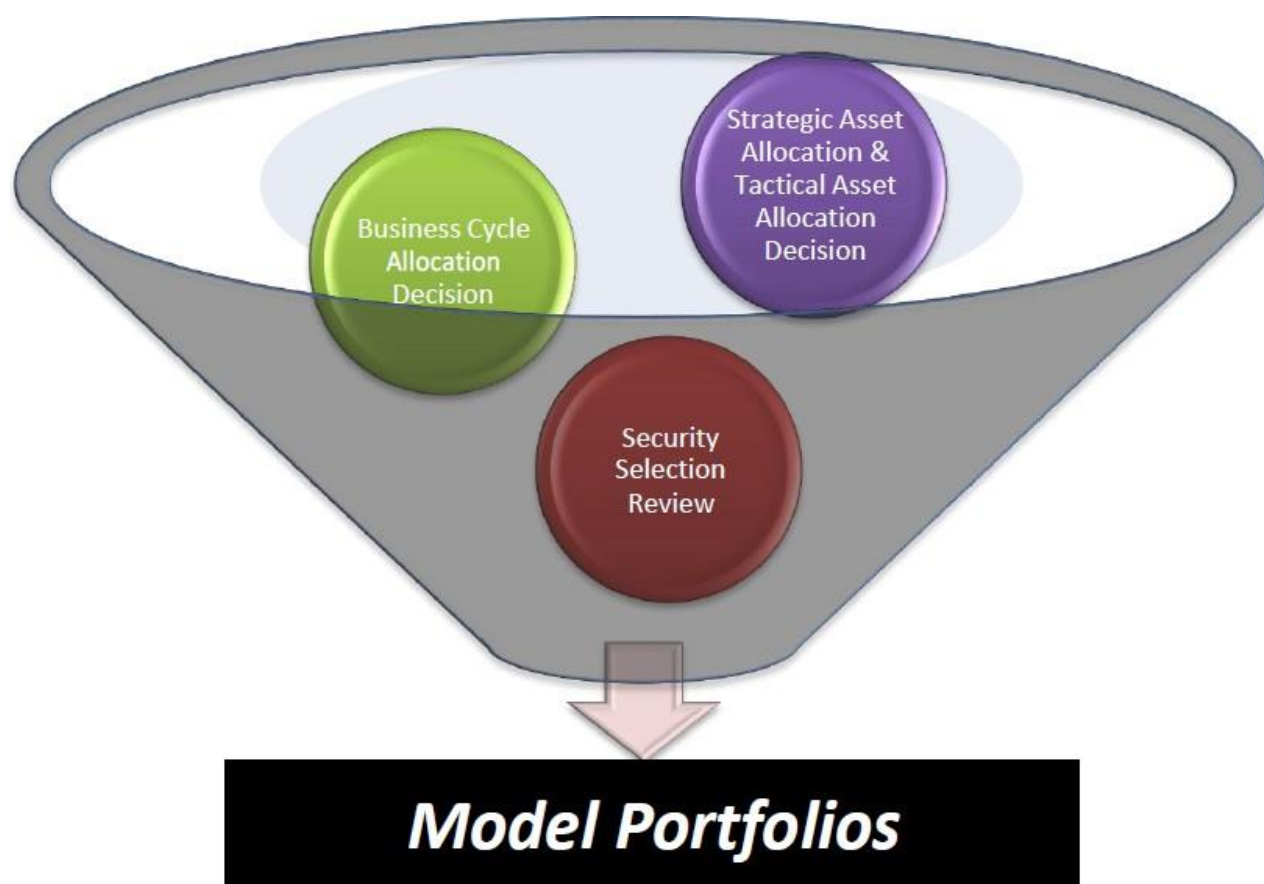 Strategic Asset
Allocation &
Tactical Asset
Allocation
Decision
Business Cycle
Allocation
Decision
Security
Selection
Review
Model Portfolios